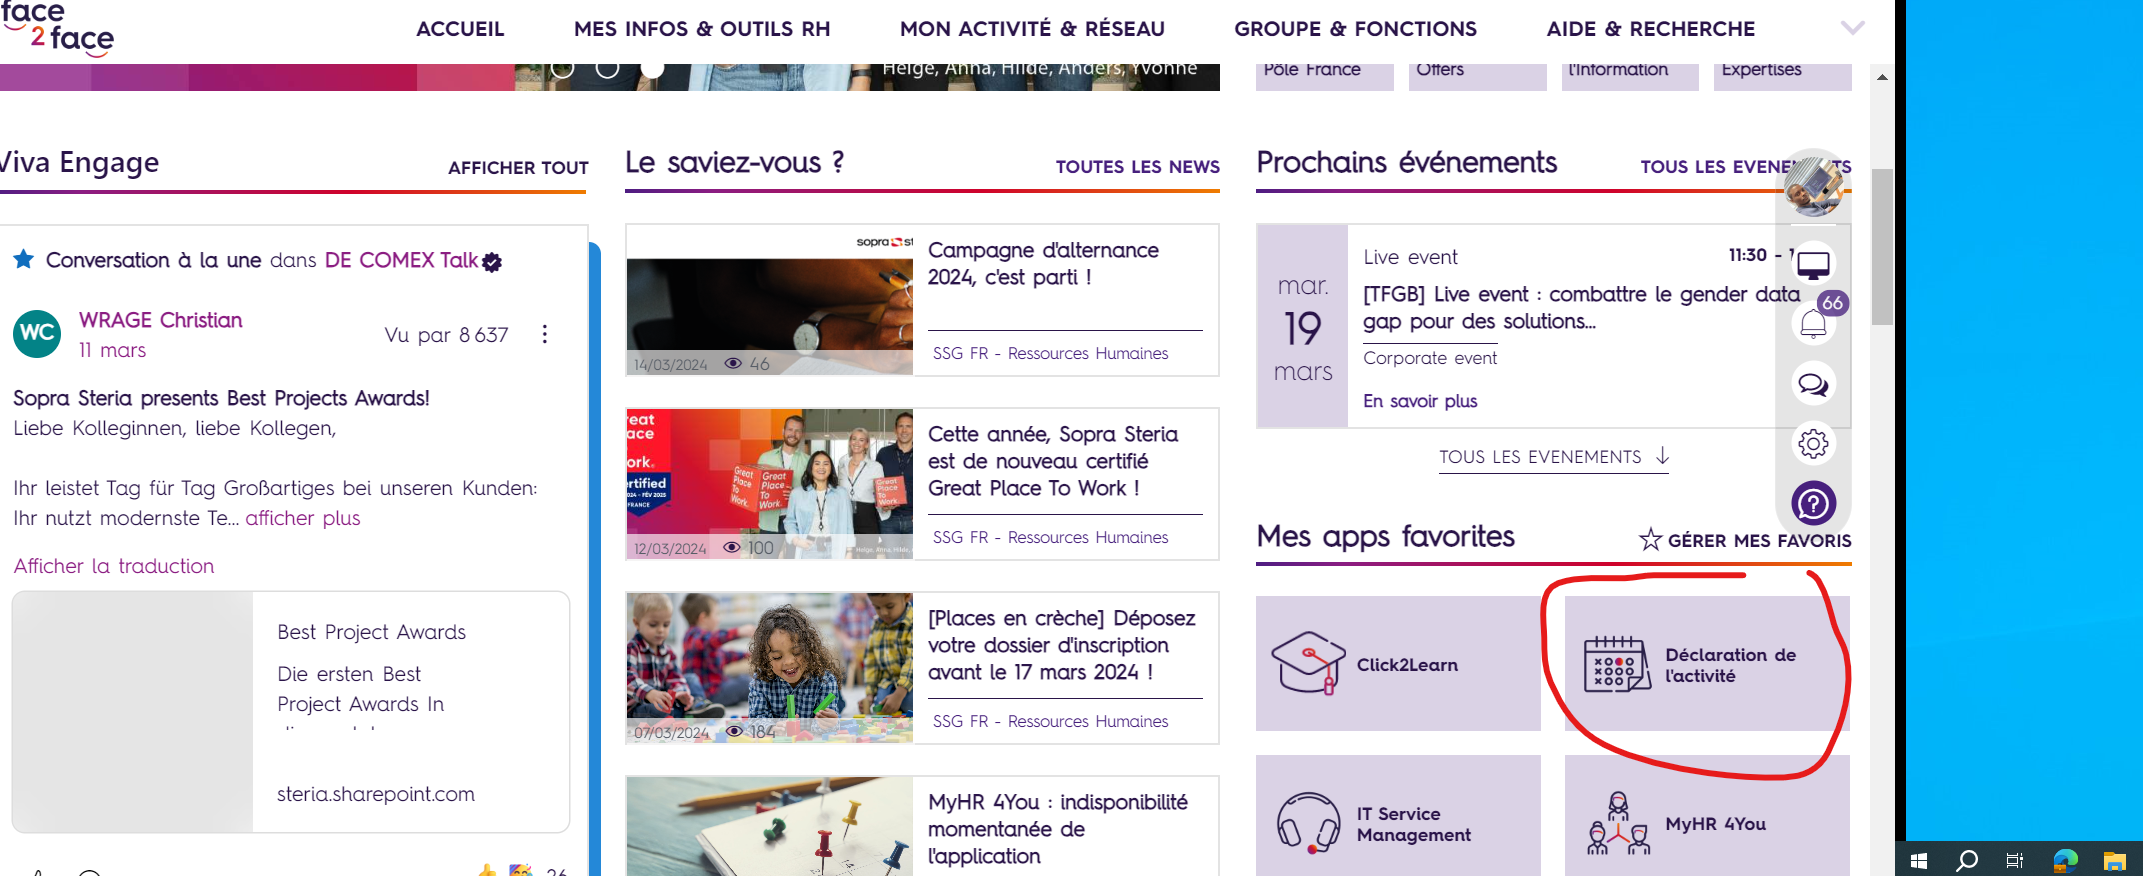 face
2 face
ACCUEIL
MES INFOS & OUTILS RH
MON ACTIVITÉ & RÉSEAU
GROUPE & FONCTIONS
AIDE & RECHERCHE
Helge, Anna, Hilde, Anders, Yvonne
Pôle France
Offers
l'Information
Expertises
Viva Engage
AFFICHER TOUT
Conversation à la une dans DE COMEX Talk
WC
WRAGE Christian
11 mars
Vu par 8 637
Sopra Steria presents Best Projects Awards!
Liebe Kolleginnen, liebe Kollegen,
Ihr leistet Tag für Tag Großartiges bei unseren Kunden:
Ihr nutzt modernste Te... afficher plus
Afficher la traduction
Best Project Awards
Die ersten Best
Project Awards In
steria.sharepoint.com
26
Le saviez-vous ?
TOUTES LES NEWS
sopra st
14/03/2024 46
Campagne d'alternance
2024, c'est parti !
SSG FR - Ressources Humaines
Great
Place
To
Work.
12/03/2024 100
Cette année, Sopra Steria
est de nouveau certifié
Great Place To Work !
SSG FR - Ressources Humaines
07/03/2024 184
[Places en crèche] Déposez
votre dossier d'inscription
avant le 17 mars 2024 !
SSG FR - Ressources Humaines
MyHR 4You : indisponibilité
momentanée de
l'application
Prochains événements
TOUS LES EVENEMENTS
mar.
19
mars
Live event
11:30 - 1
[TFGB] Live event : combattre le gender data
gap pour des solutions...
Corporate event
En savoir plus
66
TOUS LES EVENEMENTS
Mes apps favorites
GÉRER MES FAVORIS
Click2Learn
Déclaration de
l'activité
IT Service
Management
MyHR 4You